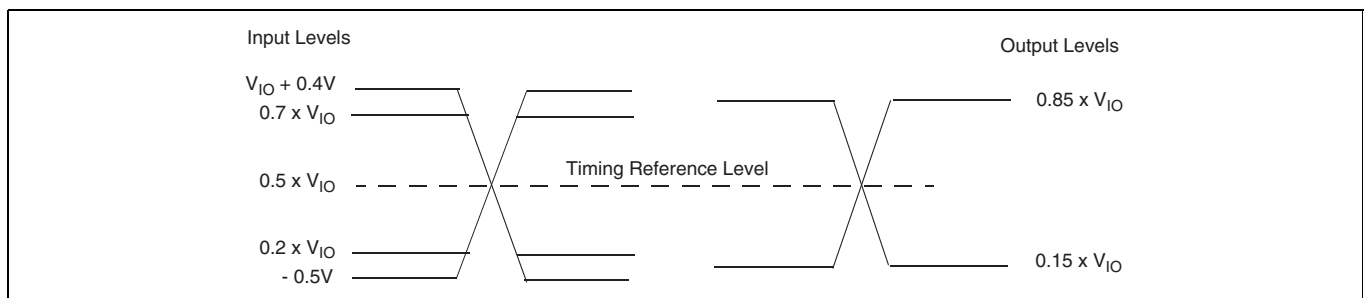 Input Levels
Output Levels
V_IO + 0.4V
0.7 x V_IO
0.85 x V_IO
0.5 x V_IO
Timing Reference Level
0.2 x V_IO
0.15 x V_IO
- 0.5V